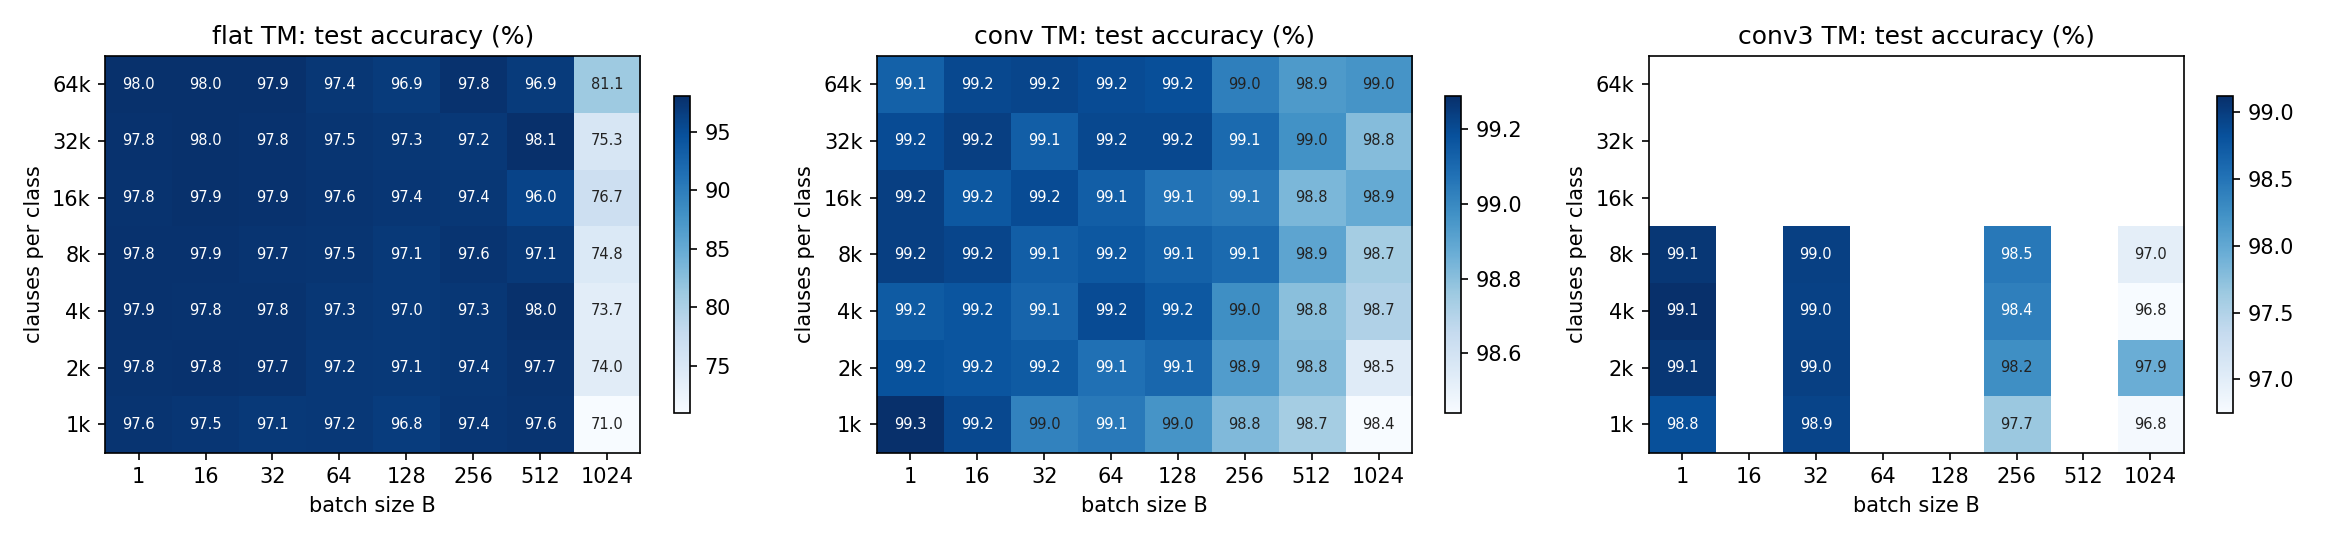 flat TM: test accuracy (%)
clauses per class
64k 98.0 98.0 97.9 97.4 96.9 97.8 96.9 81.1
32k 97.8 98.0 97.8 97.5 97.3 97.2 98.1 75.3
16k 97.8 97.9 97.9 97.6 97.4 97.4 96.0 76.7
8k 97.8 97.9 97.7 97.5 97.1 97.6 97.1 74.8
4k 97.9 97.8 97.8 97.3 97.0 97.3 98.0 73.7
2k 97.8 97.8 97.7 97.2 97.1 97.4 97.7 74.0
1k 97.6 97.5 97.1 97.2 96.8 97.4 97.6 71.0
1 16 32 64 128 256 512 1024
batch size B
95
90
85
80
75
conv TM: test accuracy (%)
clauses per class
64k 99.1 99.2 99.2 99.2 99.2 99.0 98.9 99.0
32k 99.2 99.2 99.1 99.2 99.2 99.1 99.0 98.8
16k 99.2 99.2 99.2 99.1 99.1 99.1 98.8 98.9
8k 99.2 99.2 99.1 99.2 99.1 99.1 98.9 98.7
4k 99.2 99.2 99.1 99.2 99.2 99.0 98.8 98.7
2k 99.2 99.2 99.2 99.1 99.1 98.9 98.8 98.5
1k 99.3 99.2 99.0 99.1 99.0 98.8 98.7 98.4
1 16 32 64 128 256 512 1024
batch size B
99.2
99.0
98.8
98.6
conv3 TM: test accuracy (%)
clauses per class
64k
32k
16k
8k 99.1 99.0 98.5 97.0
4k 99.1 99.0 98.4 96.8
2k 99.1 99.0 98.2 97.9
1k 98.8 98.9 97.7 96.8
1 16 32 64 128 256 512 1024
batch size B
99.0
98.5
98.0
97.5
97.0